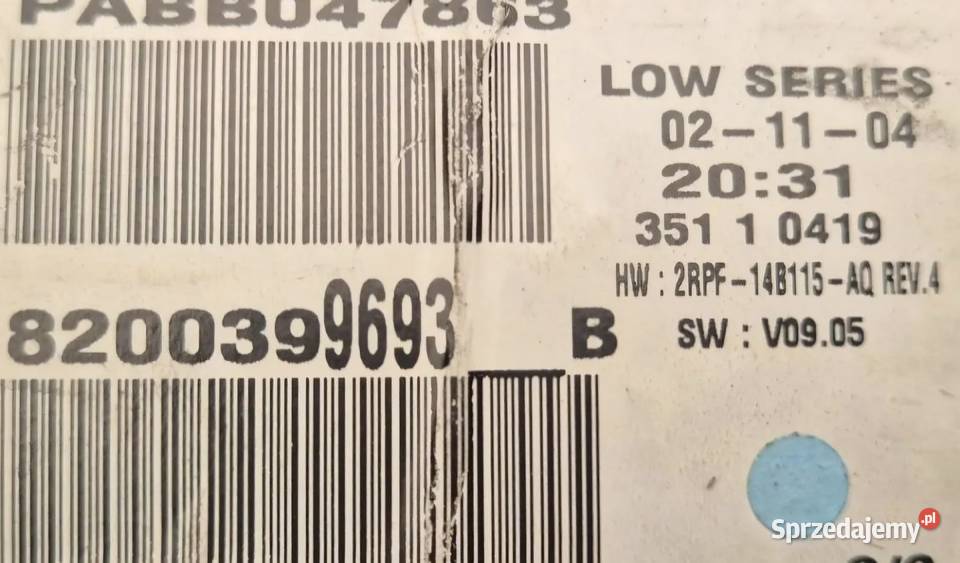 PABB047863
LOW SERIES
02-11-04
20:31
351 1 0419
HW : 2RPF-14B115-AQ REV.4
8200399693__B
SW : V09.05
Sprzedajemy.pl